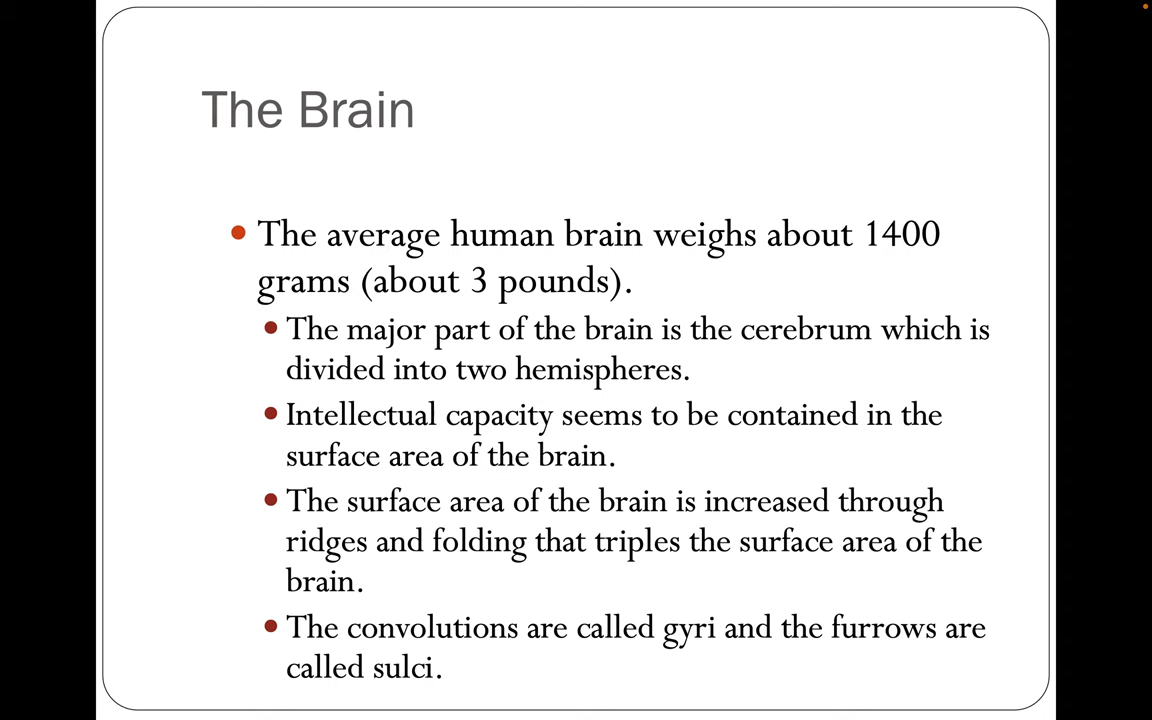 The Brain
• The average human brain weighs about 1400
grams (about 3 pounds).
• The major part of the brain is the cerebrum which is
divided into two hemispheres.
• Intellectual capacity seems to be contained in the
surface area of the brain.
• The surface area of the brain is increased through
ridges and folding that triples the surface area of the
brain.
• The convolutions are called gyri and the furrows are
called sulci.